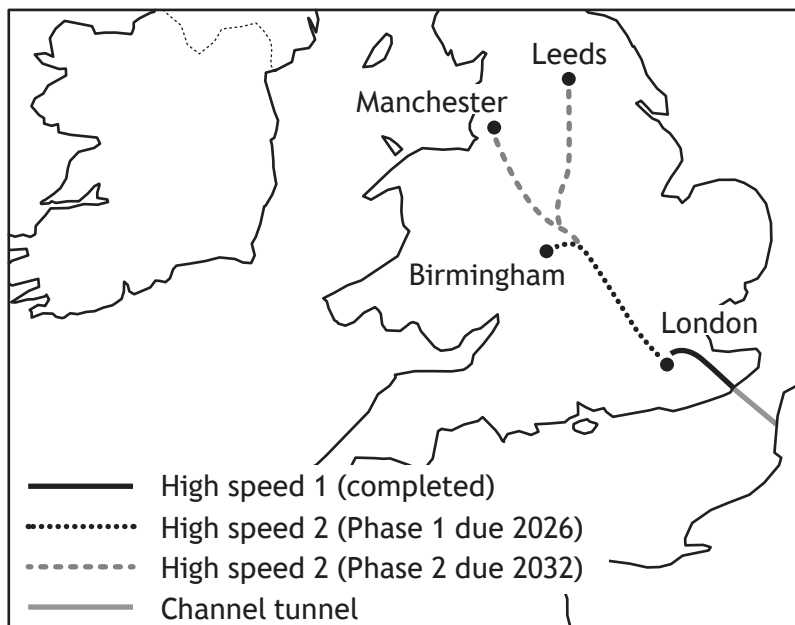 Leeds
Manchester
Birmingham
London
High speed 1 (completed)
High speed 2 (Phase 1 due 2026)
High speed 2 (Phase 2 due 2032)
Channel tunnel